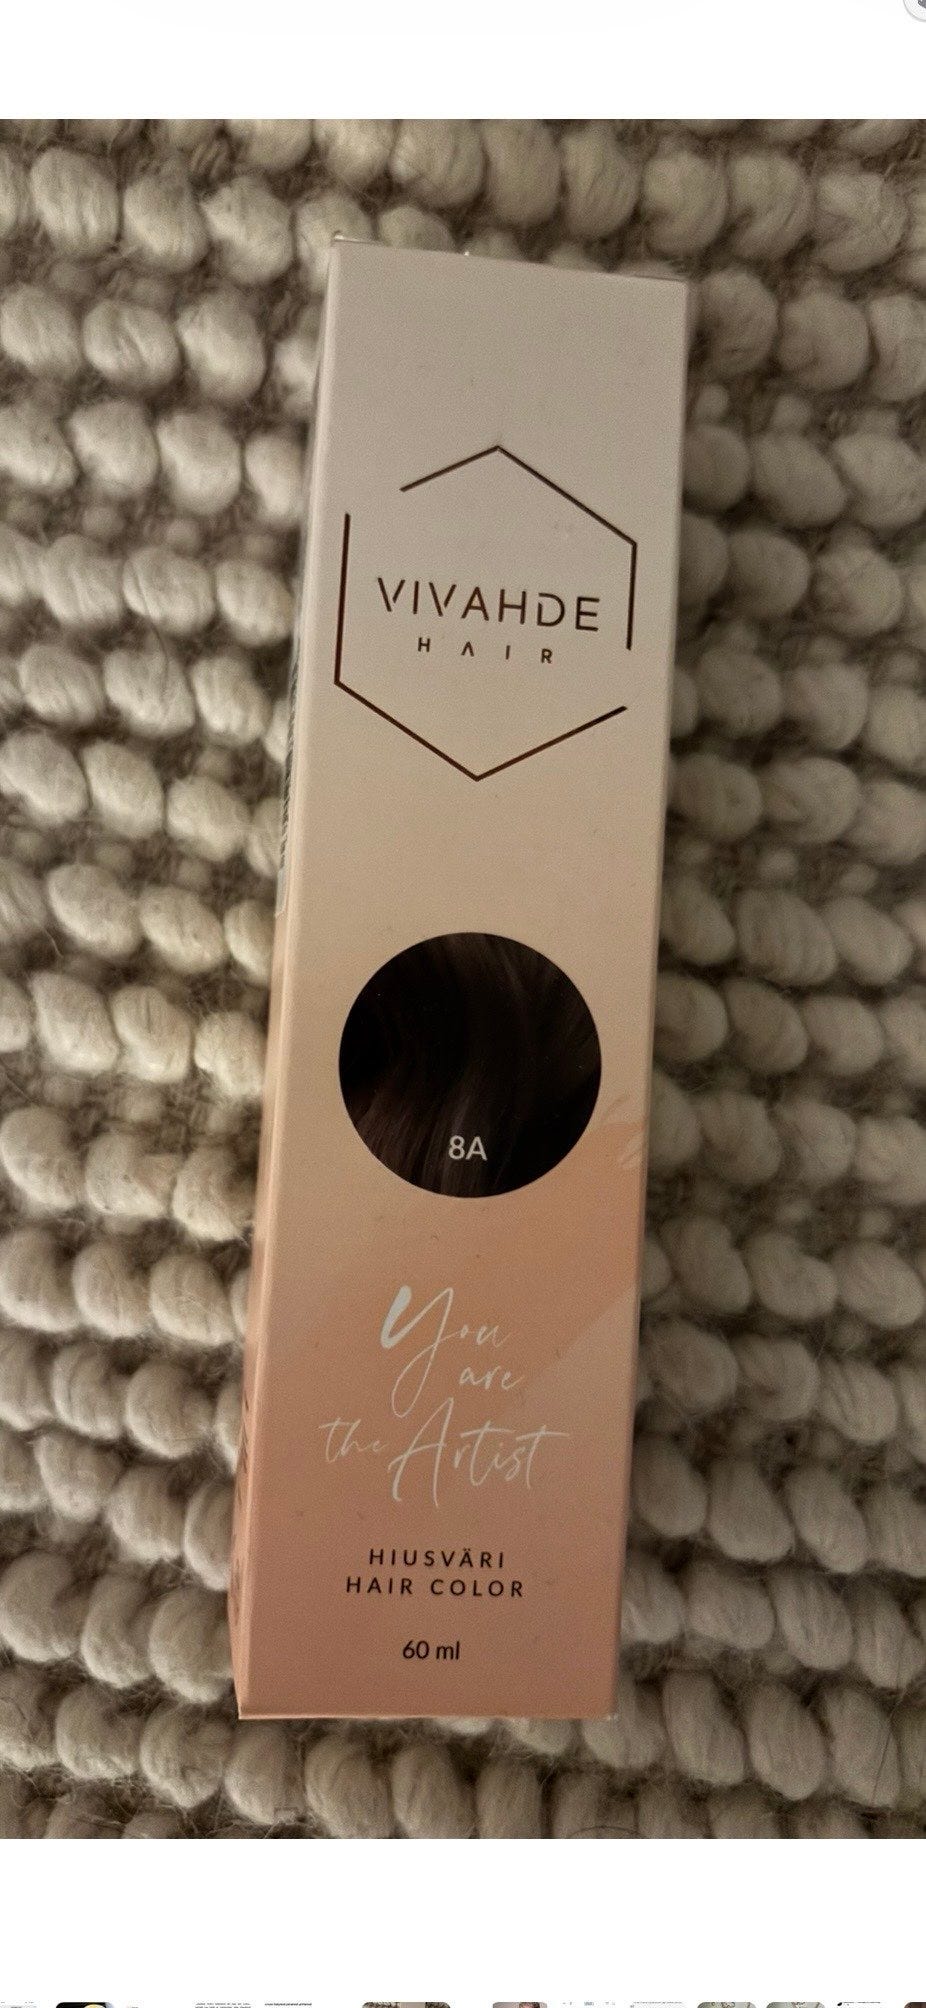 VIVAHDE
HAIR
8A
You
are
the Artist
HIUSVÄRI
HAIR COLOR
60 ml